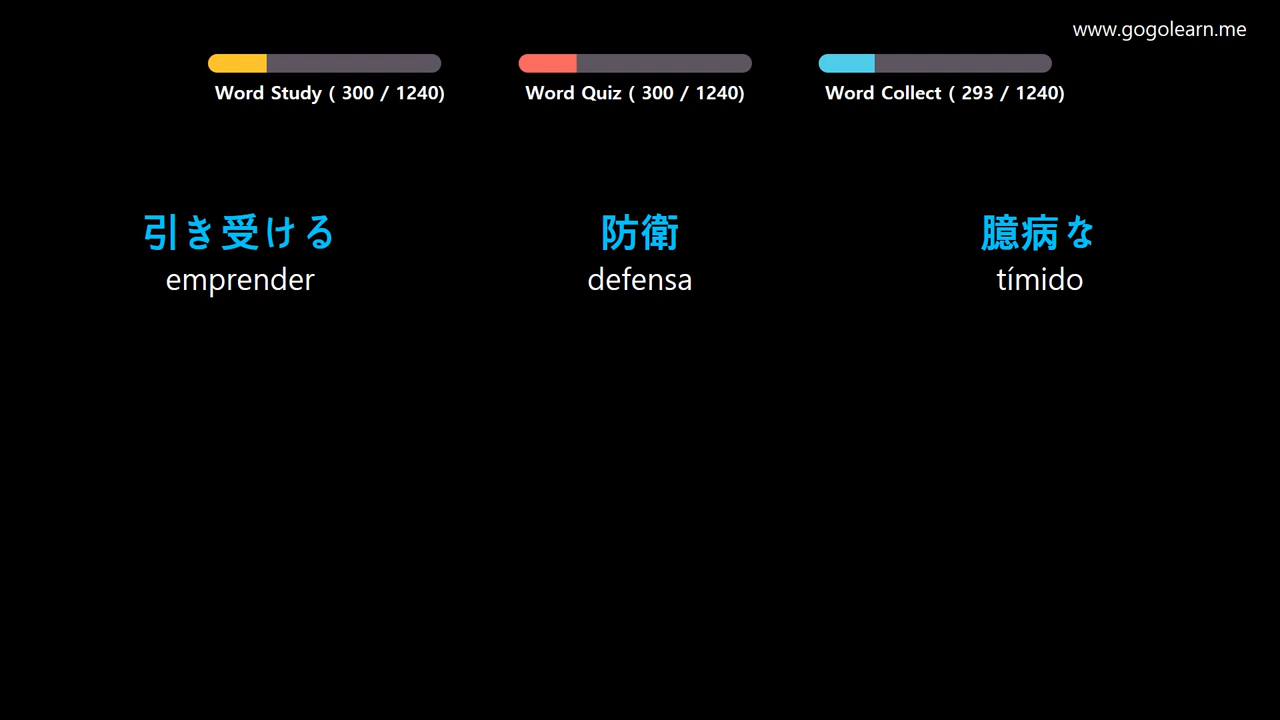 www.gogolearn.me
Word Study ( 300 / 1240)
Word Quiz ( 300 / 1240)
Word Collect ( 293 / 1240)
引き受ける
emprender
防衛
defensa
臆病な
tímido